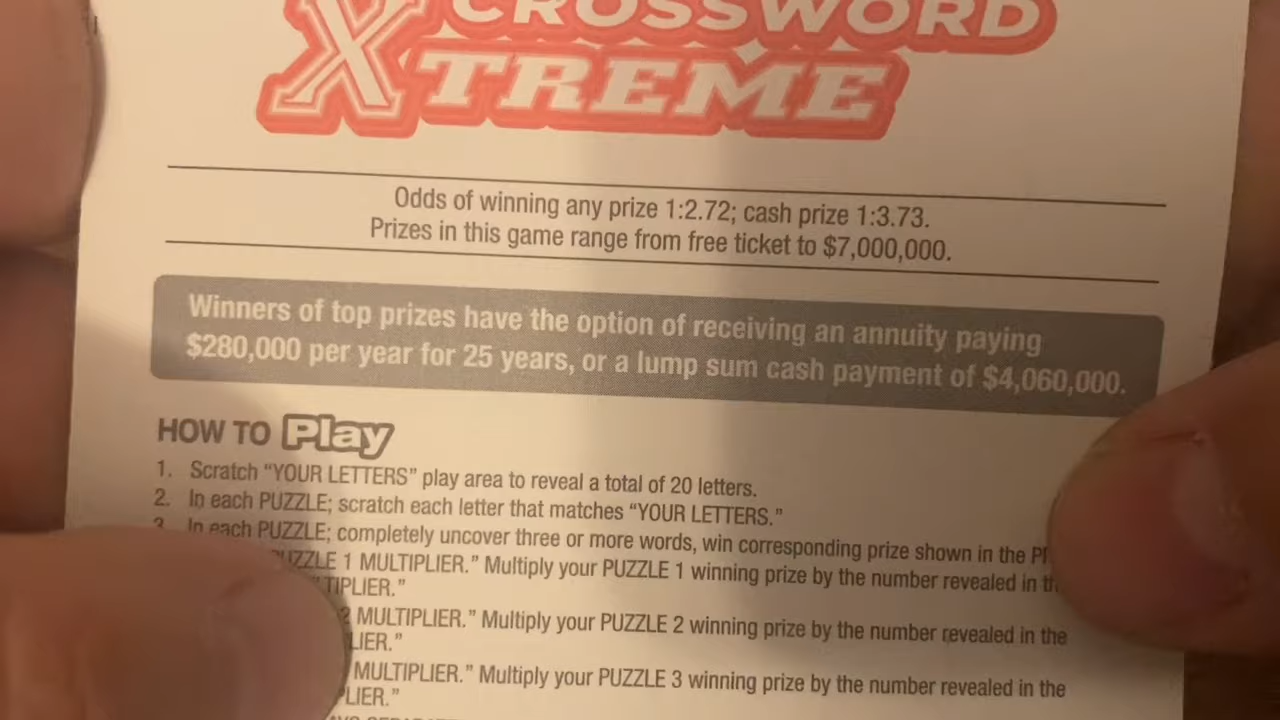 CROSSWORD
XTREME
Odds of winning any prize 1:2.72; cash prize 1:3.73.
Prizes in this game range from free ticket to $7,000,000.
Winners of top prizes have the option of receiving an annuity paying
$280,000 per year for 25 years, or a lump sum cash payment of $4,060,000.
HOW TO Play
1. Scratch “YOUR LETTERS” play area to reveal a total of 20 letters.
2. In each PUZZLE; scratch each letter that matches “YOUR LETTERS.”
3. In each PUZZLE; completely uncover three or more words, win corresponding prize shown in the
1 MULTIPLIER.” Multiply your PUZZLE 1 winning prize by the number revealed in
MULTIPLIER.” Multiply your PUZZLE 2 winning prize by the number revealed in the
MULTIPLIER.” Multiply your PUZZLE 3 winning prize by the number revealed in the